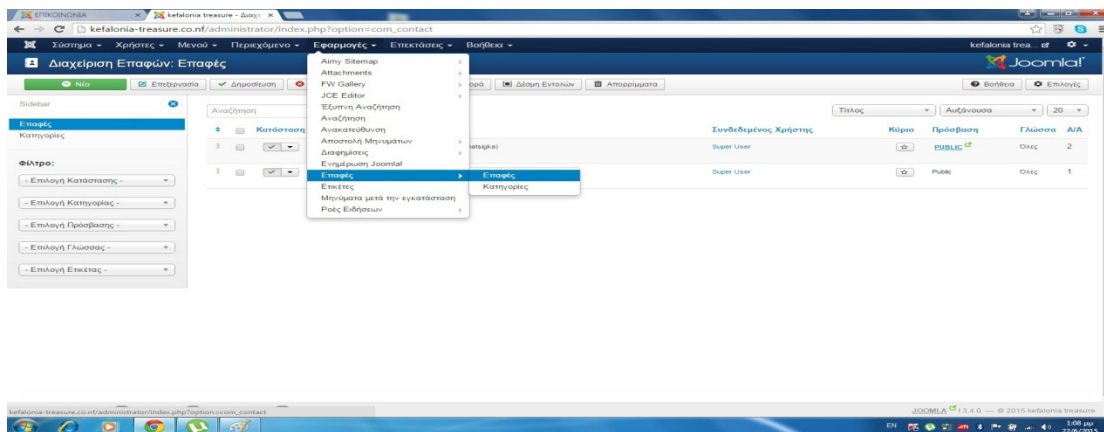 ΕΠΙΚΟΙΝΩΝΙΑ
kefalonia treasure - Διαχ
kefalonia-treasure.co.nf/administrator/index.php?option=com_contact
Σύστημα Χρήστες Μενού Περιεχόμενο Εφαρμογές Επεκτάσεις Βοήθεια kefalonia trea...
Διαχείριση Επαφών: Επαφές
Joomla!
Νέο Επεξεργασία Δημοσίευση Δέσμη Εντολών Απορρίμματα Βοήθεια Επιλογές
Sidebar
Επαφές
Κατηγορίες
Φίλτρο:
- Επιλογή Κατάστασης -
- Επιλογή Κατηγορίας -
- Επιλογή Πρόσβασης -
- Επιλογή Γλώσσας -
- Επιλογή Ετικέτας -
Aimy Sitemap
Attachments
FW Gallery
JCE Editor
Έξυπνη Αναζήτηση
Αναζήτηση
Ανακατεύθυνση
Αποστολή Μηνυμάτων
Διαφημίσεις
Ενημέρωση Joomla!
Επαφές
Ετικέτες
Μηνύματα μετά την εγκατάσταση
Ροές Ειδήσεων
Επαφές
Κατηγορίες
Αναζήτηση Τίτλος Αύξουσα 20
Κατάσταση Συνδεδεμένος Χρήστης Κύριο Πρόσβαση Γλώσσα Α/Α
Super User PUBLIC Όλες 2
Super User Public Όλες 1
kefalonia-treasure.co.nf/administrator/index.php?option=com_contact
JOOMLA 3.4.0 — © 2015 kefalonia treasure
EN
1:08 μμ
22/6/2015